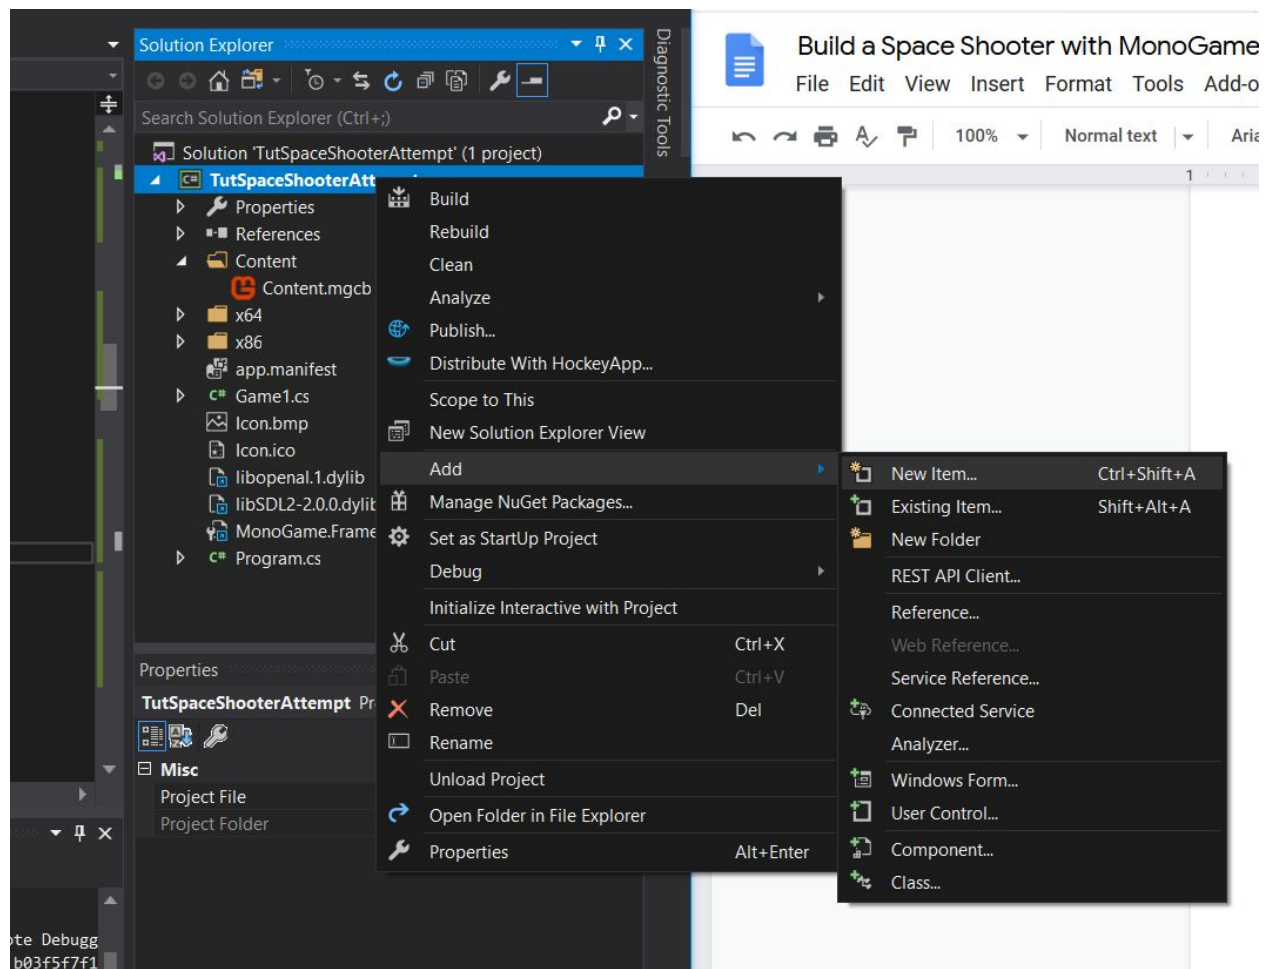 Solution Explorer
Search Solution Explorer (Ctrl+;)
Solution 'TutSpaceShooterAttempt' (1 project)
TutSpaceShooterAtt
Properties
References
Content
Content.mgcb
x64
x86
app.manifest
Game1.cs
Icon.bmp
Icon.ico
libopenal.1.dylib
libSDL2-2.0.0.dylib
MonoGame.Frame
Program.cs
Properties
TutSpaceShooterAttempt Pr
Misc
Project File
Project Folder
ote Debugg
b03f5f7f1
Diagnostic Tools
Build
Rebuild
Clean
Analyze
Publish...
Distribute With HockeyApp...
Scope to This
New Solution Explorer View
Add
Manage NuGet Packages...
Set as StartUp Project
Debug
Initialize Interactive with Project
Cut Ctrl+X
Paste Ctrl+V
Remove Del
Rename
Unload Project
Open Folder in File Explorer
Properties Alt+Enter
New Item... Ctrl+Shift+A
Existing Item... Shift+Alt+A
New Folder
REST API Client...
Reference...
Web Reference...
Service Reference...
Connected Service
Analyzer...
Windows Form...
User Control...
Component...
Class...
Build a Space Shooter with MonoGame
File Edit View Insert Format Tools Add-o
100% Normal text Aria
1